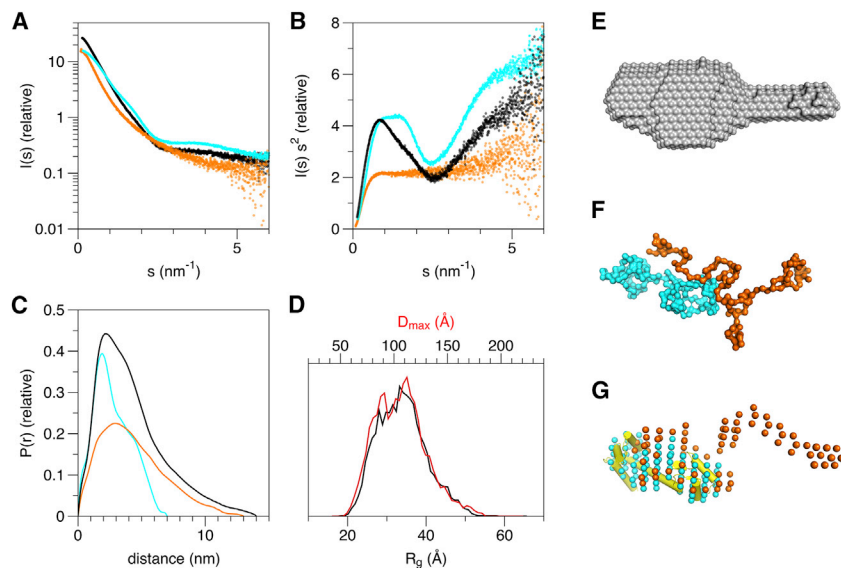 A
10
1
0.1
0.01
I(s) (relative)
0
5
s (nm-1)
B
8
6
4
2
0
I(s) s2 (relative)
0
5
s (nm-1)
C
0.5
0.4
0.3
0.2
0.1
0
P(r) (relative)
0
10
distance (nm)
D
Dmax (Å)
50 100 150 200
20 40 60
Rg (Å)
E
F
G